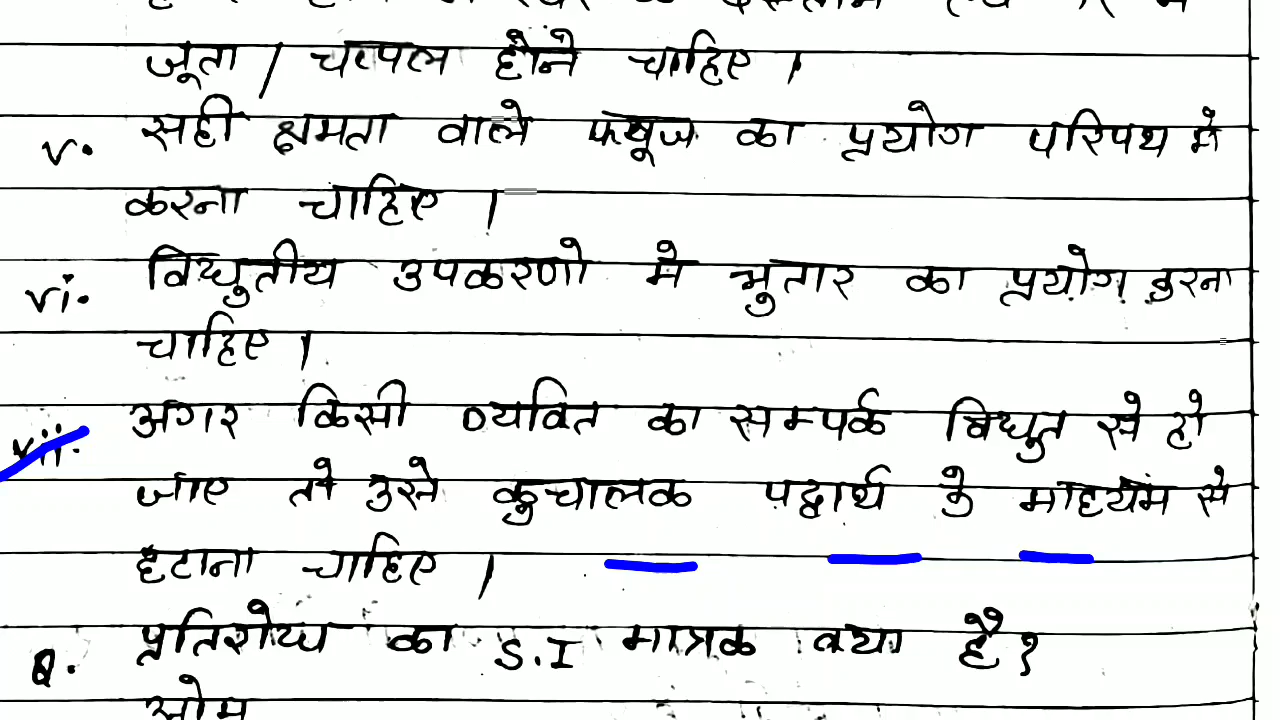 जूता / चप्पल होने चाहिए ।
v. सही क्षमता वाले फ्यूज का प्रयोग परिपथ में
करना चाहिए ।
vi. विद्युतीय उपकरणो मे भुतार का प्रयोग करना
चाहिए ।
vii. अगर किसी व्यक्ति का सम्पर्क विद्युत से हो
जाए तो उसे कुचालक पदार्थ के माध्यम से
हटाना चाहिए ।
Q. प्रतिरोध का S.I मात्रक क्या है ?
ओम